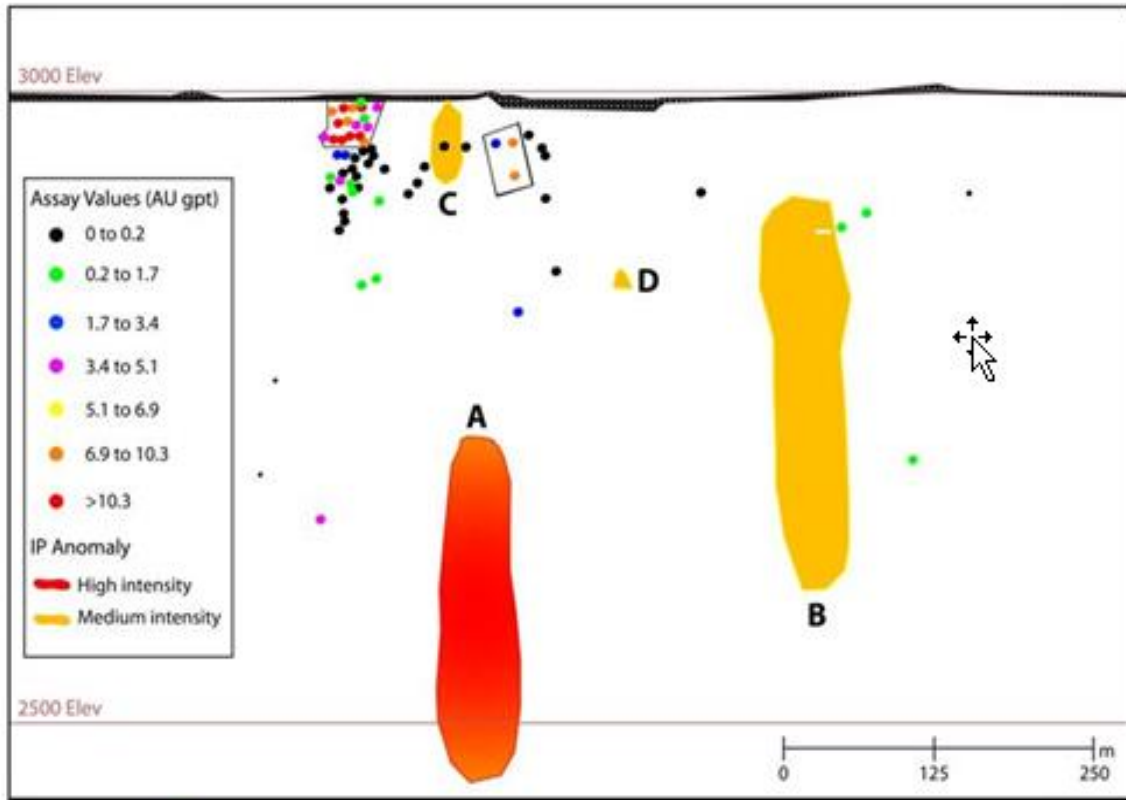 3000 Elev
Assay Values (AU gpt)
0 to 0.2
0.2 to 1.7
1.7 to 3.4
3.4 to 5.1
5.1 to 6.9
6.9 to 10.3
>10.3
IP Anomaly
High intensity
Medium intensity
C
D
A
B
2500 Elev
m
0 125 250